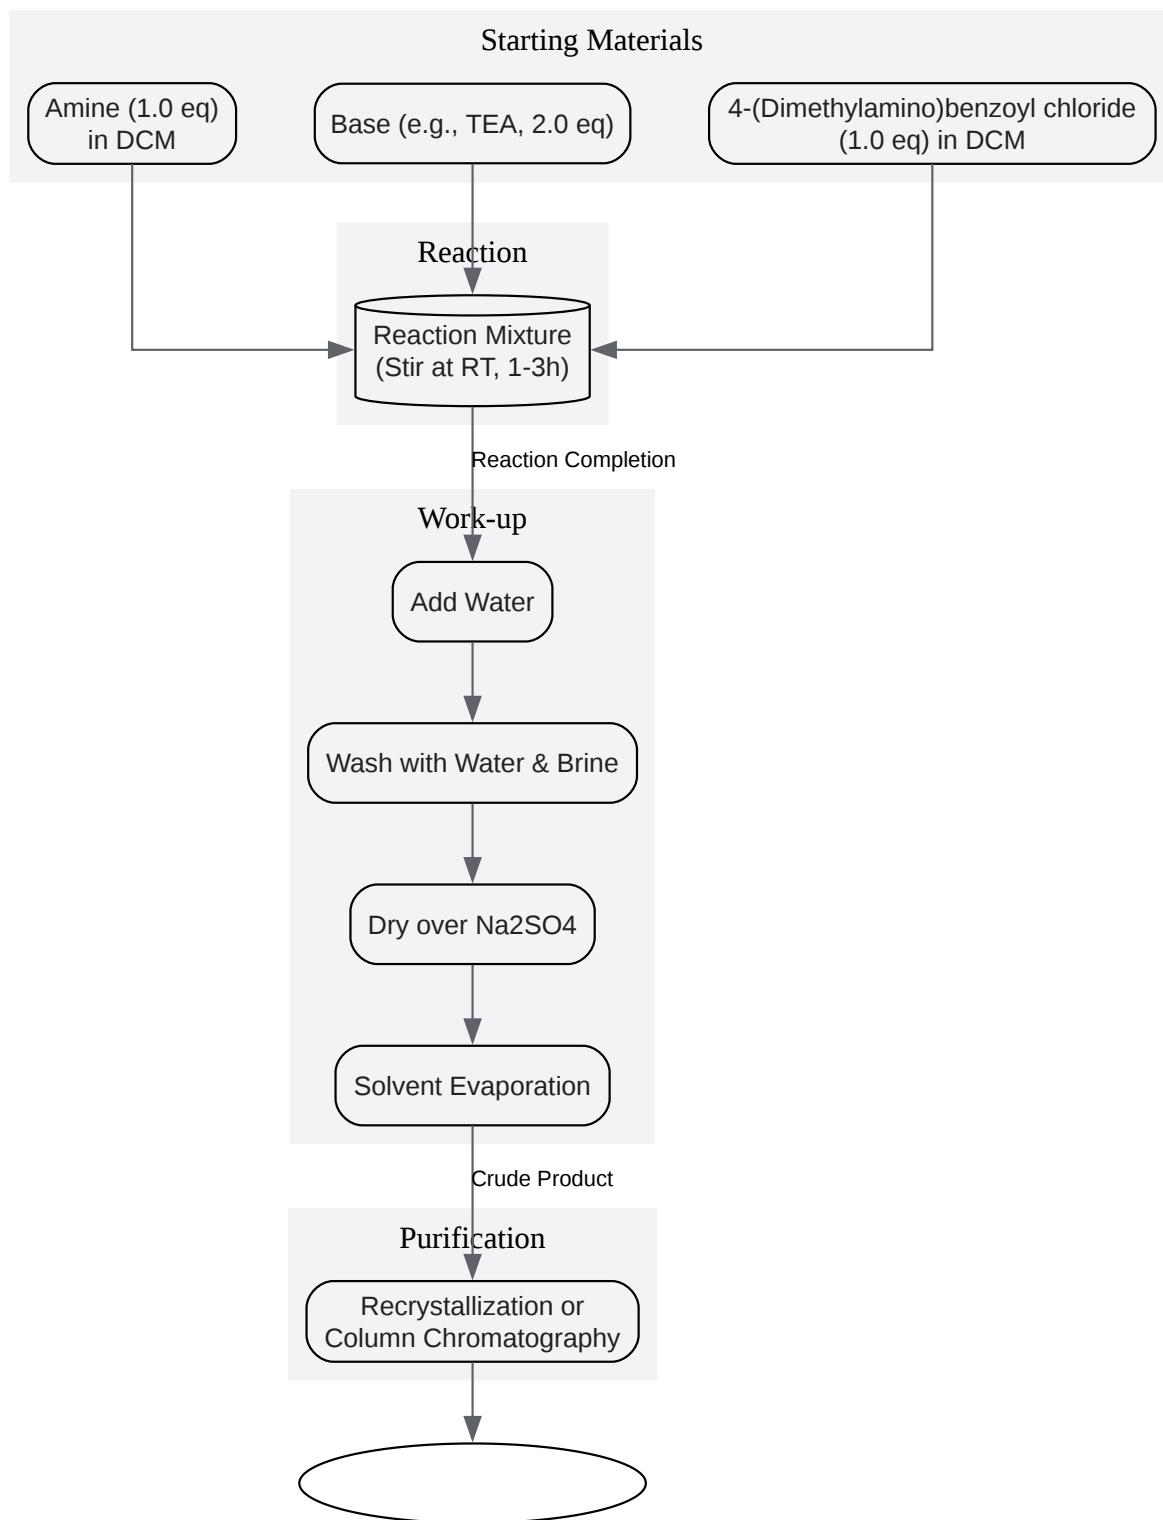 Starting Materials
Amine (1.0 eq)
in DCM
Base (e.g., TEA, 2.0 eq)
4-(Dimethylamino)benzoyl chloride
(1.0 eq) in DCM
Reaction
Reaction Mixture
(Stir at RT, 1-3h)
Reaction Completion
Work-up
Add Water
Wash with Water & Brine
Dry over Na2SO4
Solvent Evaporation
Crude Product
Purification
Recrystallization or
Column Chromatography